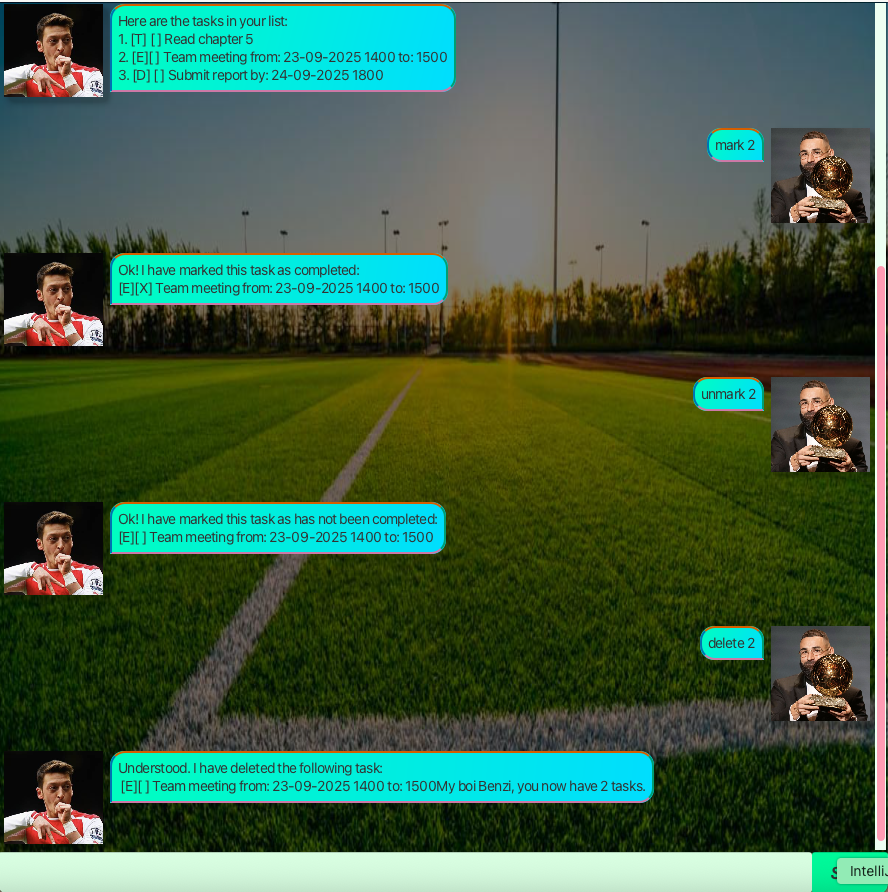 Here are the tasks in your list:
1. [T] [ ] Read chapter 5
2. [E][ ] Team meeting from: 23-09-2025 1400 to: 1500
3. [D] [ ] Submit report by: 24-09-2025 1800
mark 2
Ok! I have marked this task as completed:
[E][X] Team meeting from: 23-09-2025 1400 to: 1500
unmark 2
Ok! I have marked this task as has not been completed:
[E][ ] Team meeting from: 23-09-2025 1400 to: 1500
delete 2
Understood. I have deleted the following task:
[E][ ] Team meeting from: 23-09-2025 1400 to: 1500My boi Benzi, you now have 2 tasks.